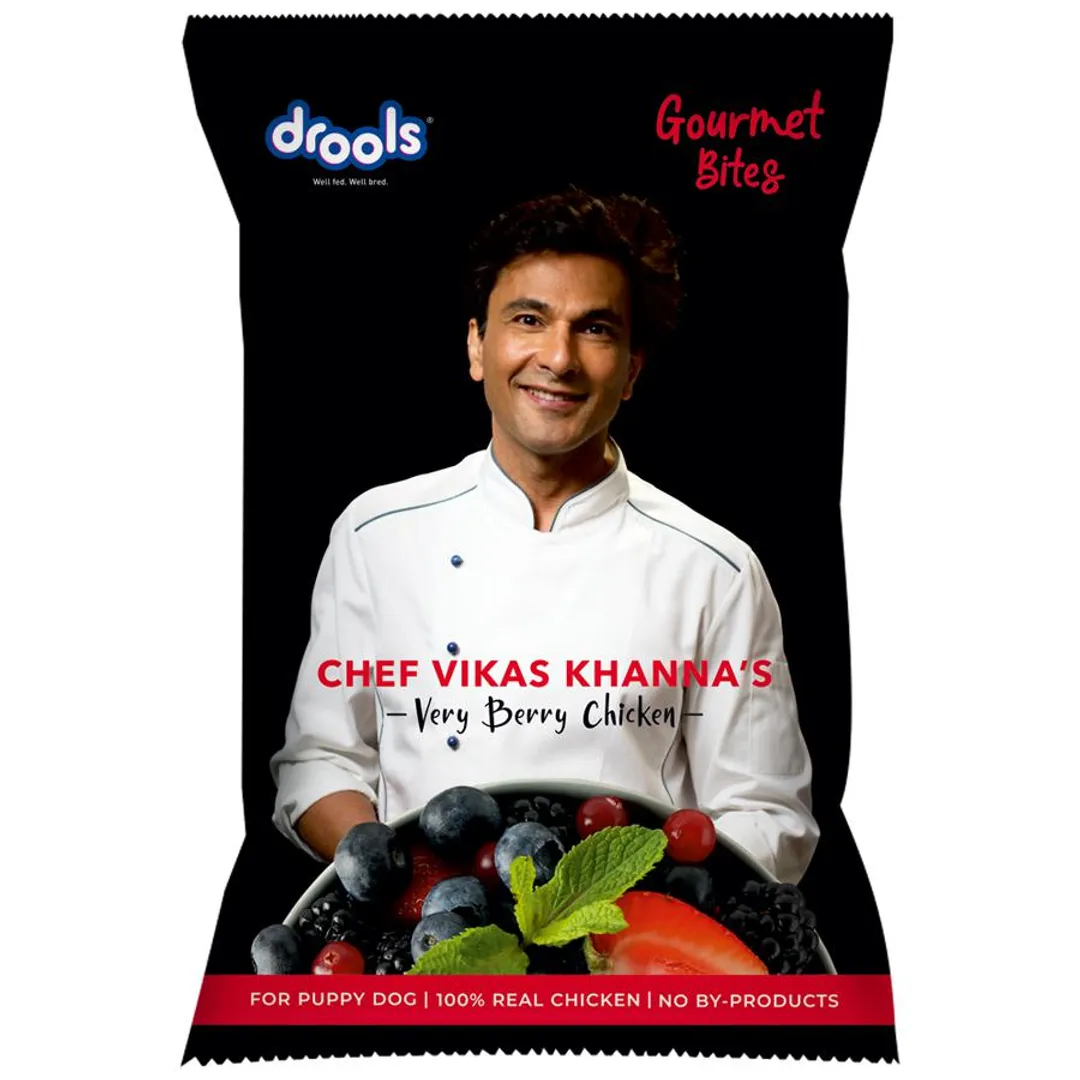 drools®
Well fed. Well bred.
Gourmet
Bites
CHEF VIKAS KHANNA'S
– Very Berry Chicken –
FOR PUPPY DOG | 100% REAL CHICKEN | NO BY-PRODUCTS